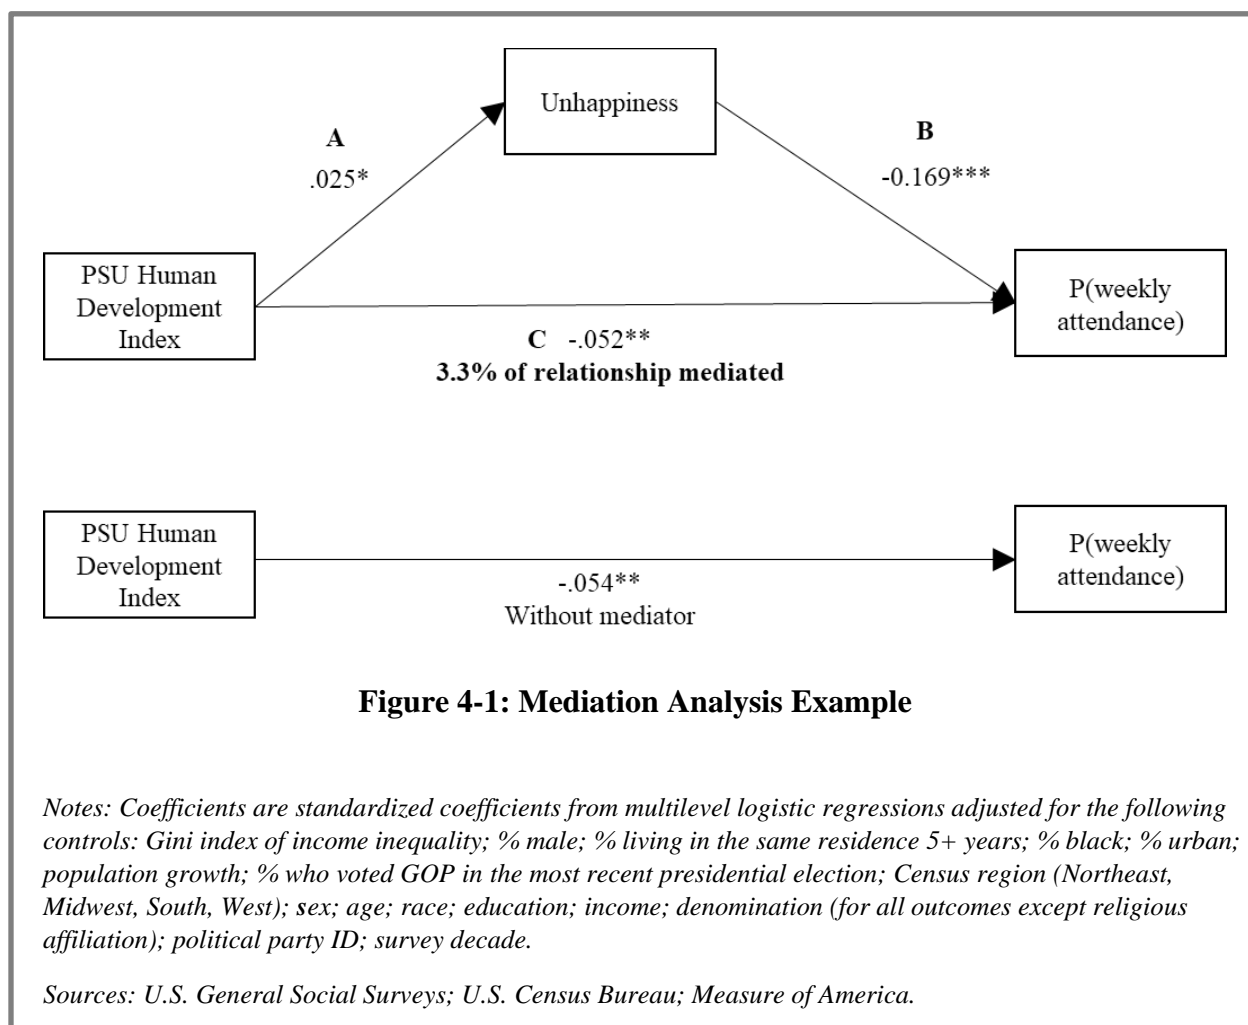 Unhappiness
A
.025*
B
-0.169***
PSU Human
Development
Index
P(weekly
attendance)
C -.052**
3.3% of relationship mediated
PSU Human
Development
Index
P(weekly
attendance)
-.054**
Without mediator
Figure 4-1: Mediation Analysis Example
Notes: Coefficients are standardized coefficients from multilevel logistic regressions adjusted for the following
controls: Gini index of income inequality; % male; % living in the same residence 5+ years; % black; % urban;
population growth; % who voted GOP in the most recent presidential election; Census region (Northeast,
Midwest, South, West); sex; age; race; education; income; denomination (for all outcomes except religious
affiliation); political party ID; survey decade.
Sources: U.S. General Social Surveys; U.S. Census Bureau; Measure of America.